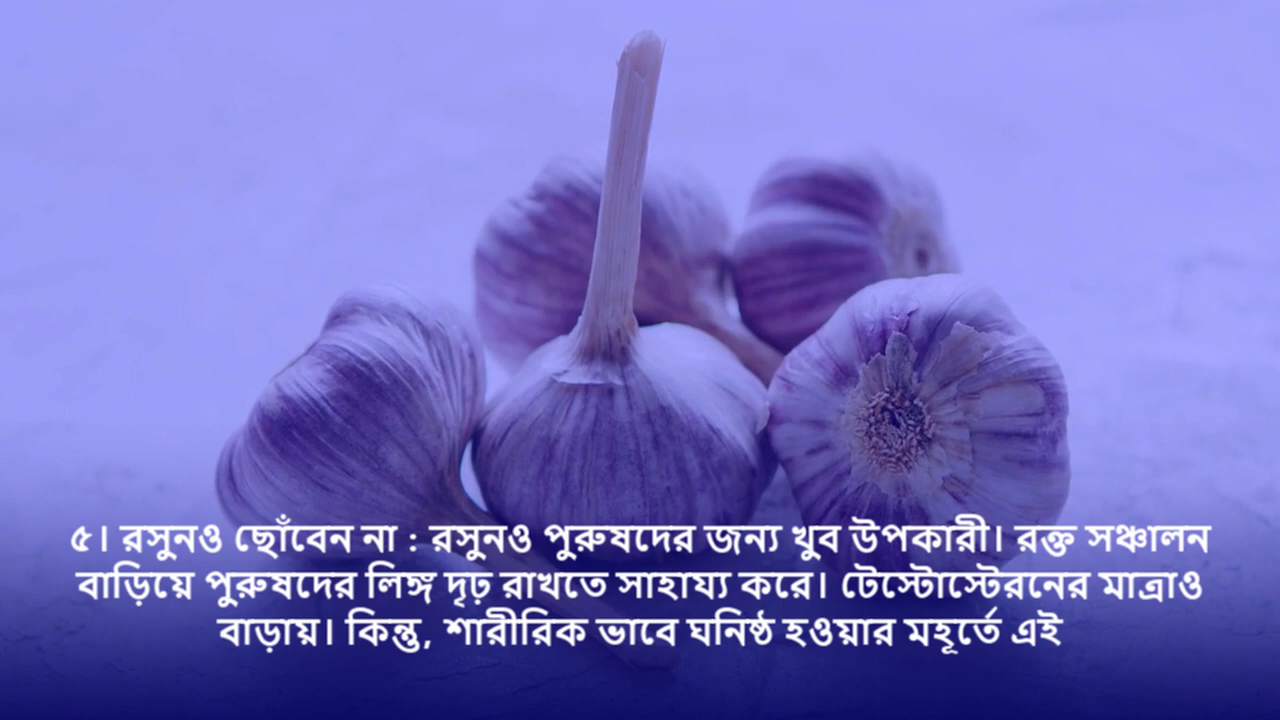 ৫। রসুনও ছোঁবেন না : রসুনও পুরুষদের জন্য খুব উপকারী। রক্ত সঞ্চালন
বাড়িয়ে পুরুষদের লিঙ্গ দৃঢ় রাখতে সাহায্য করে। টেস্টোস্টেরনের মাত্রাও
বাড়ায়। কিন্তু, শারীরিক ভাবে ঘনিষ্ঠ হওয়ার মহূর্তে এই